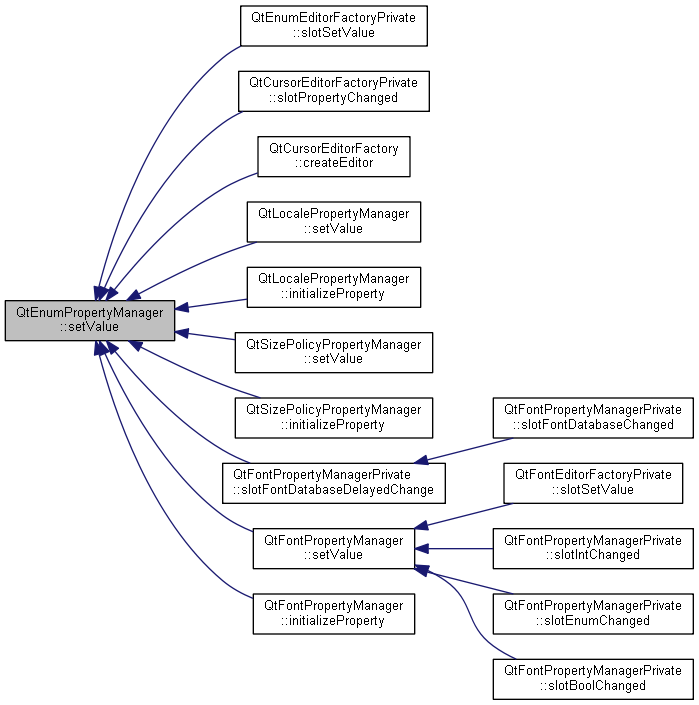 QtEnumEditorFactoryPrivate
::slotSetValue
QtCursorEditorFactoryPrivate
::slotPropertyChanged
QtCursorEditorFactory
::createEditor
QtLocalePropertyManager
::setValue
QtLocalePropertyManager
::initializeProperty
QtEnumPropertyManager
::setValue
QtSizePolicyPropertyManager
::setValue
QtSizePolicyPropertyManager
::initializeProperty
QtFontPropertyManagerPrivate
::slotFontDatabaseChanged
QtFontPropertyManagerPrivate
::slotFontDatabaseDelayedChange
QtFontEditorFactoryPrivate
::slotSetValue
QtFontPropertyManager
::setValue
QtFontPropertyManagerPrivate
::slotIntChanged
QtFontPropertyManager
::initializeProperty
QtFontPropertyManagerPrivate
::slotEnumChanged
QtFontPropertyManagerPrivate
::slotBoolChanged